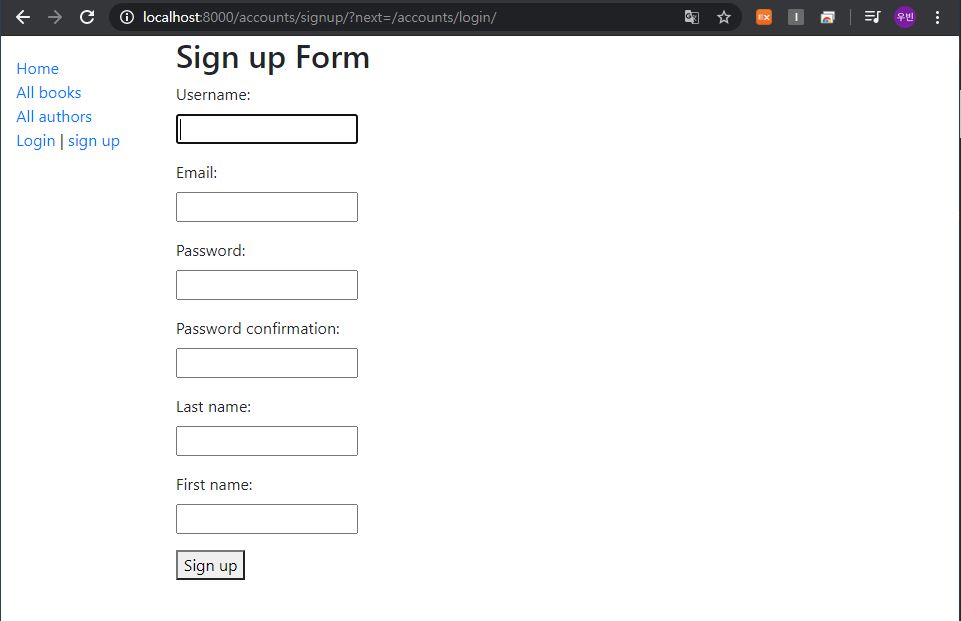 localhost:8000/accounts/signup/?next=/accounts/login/
EX
I
우빈
Home
All books
All authors
Login | sign up
Sign up Form
Username:
Email:
Password:
Password confirmation:
Last name:
First name:
Sign up